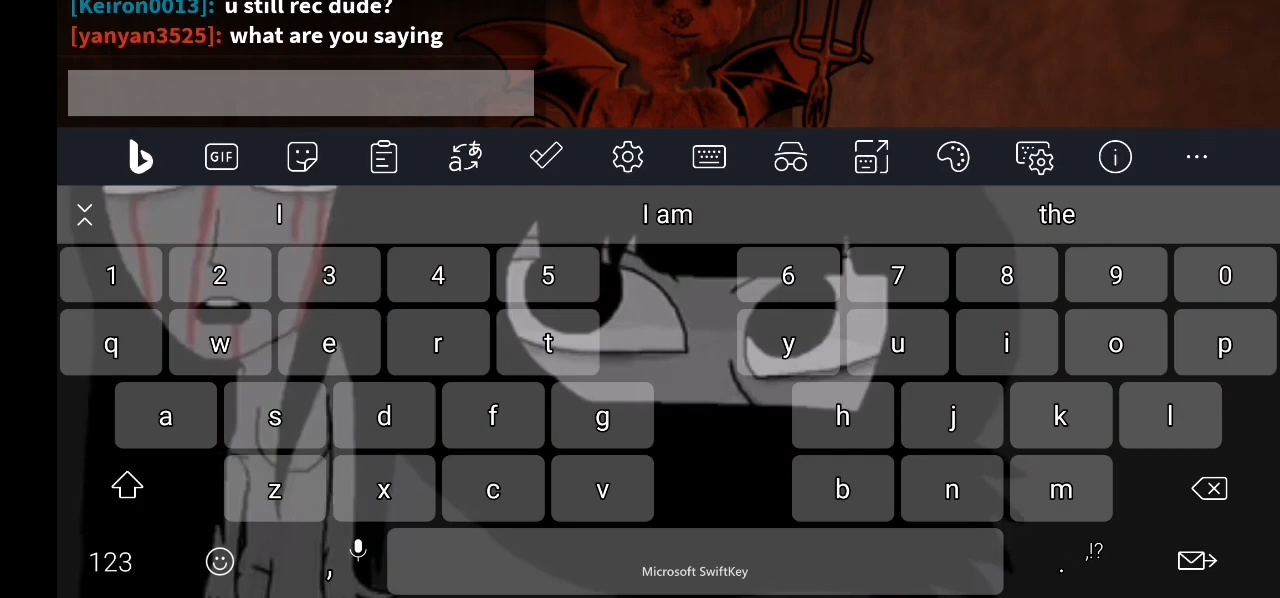 [Keiron0013]: u still rec dude?
[yanyan3525]: what are you saying
GIF
I I am the
1 2 3 4 5 6 7 8 9 0
q w e r t y u i o p
a s d f g h j k l
z x c v b n m
123 , Microsoft SwiftKey . ,!?